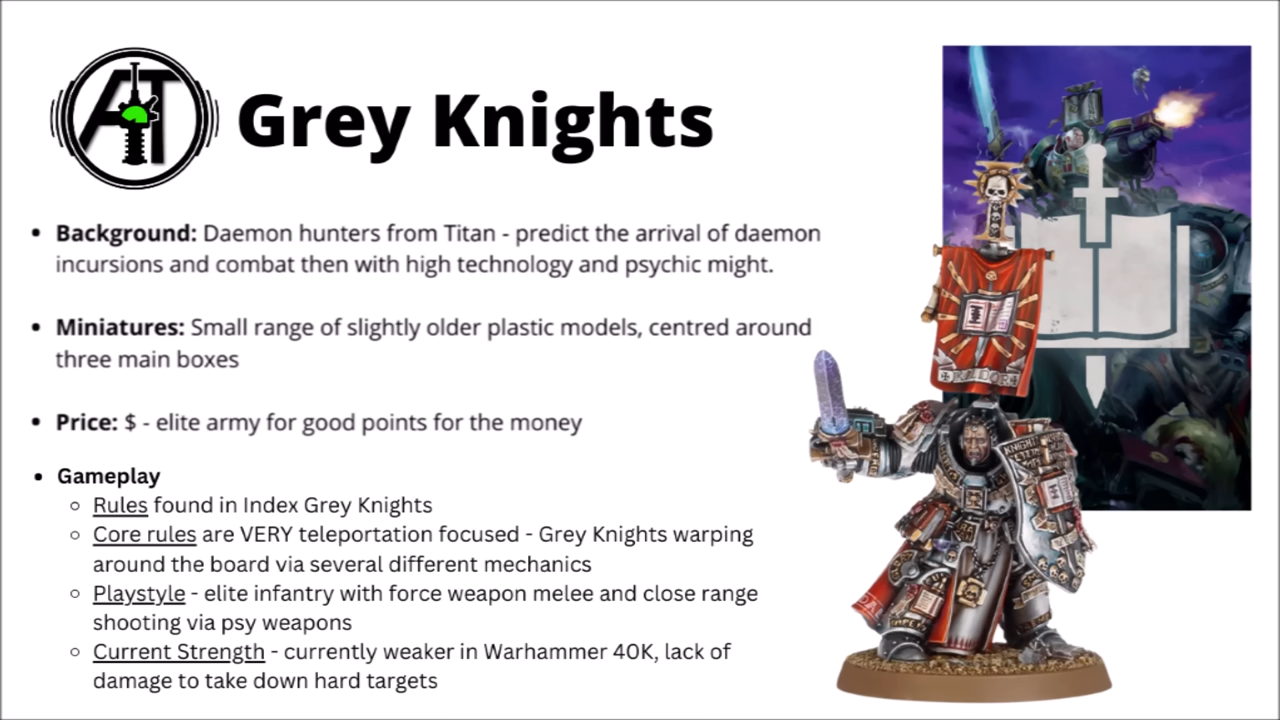 AT
Grey Knights
• Background: Daemon hunters from Titan - predict the arrival of daemon
incursions and combat then with high technology and psychic might.
• Miniatures: Small range of slightly older plastic models, centred around
three main boxes
• Price: $ - elite army for good points for the money
• Gameplay
○ Rules found in Index Grey Knights
○ Core rules are VERY teleportation focused - Grey Knights warping
around the board via several different mechanics
○ Playstyle - elite infantry with force weapon melee and close range
shooting via psy weapons
○ Current Strength - currently weaker in Warhammer 40K, lack of
damage to take down hard targets
KALDOR